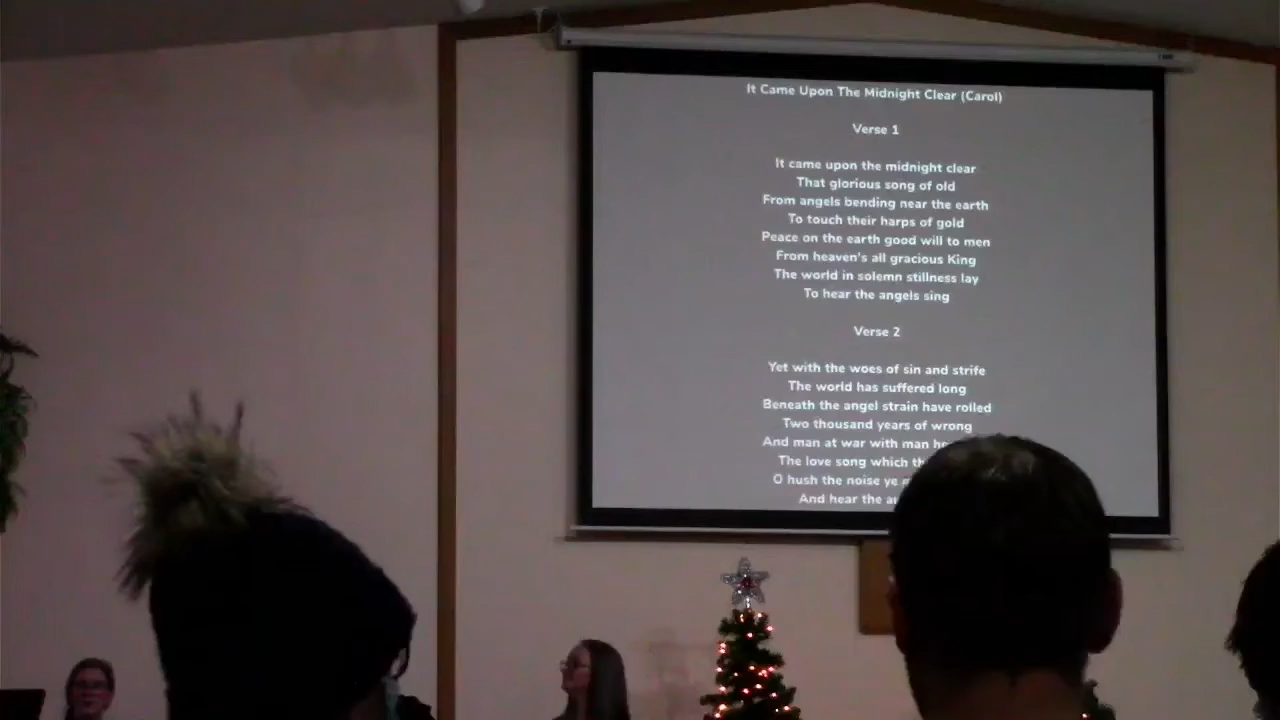 It Came Upon The Midnight Clear (Carol)
Verse 1
It came upon the midnight clear
That glorious song of old
From angels bending near the earth
To touch their harps of gold
Peace on the earth good will to men
From heaven's all gracious King
The world in solemn stillness lay
To hear the angels sing
Verse 2
Yet with the woes of sin and strife
The world has suffered long
Beneath the angel strain have rolled
Two thousand years of wrong
And man at war with man
The love song which
O hush the noise ye
And hear the